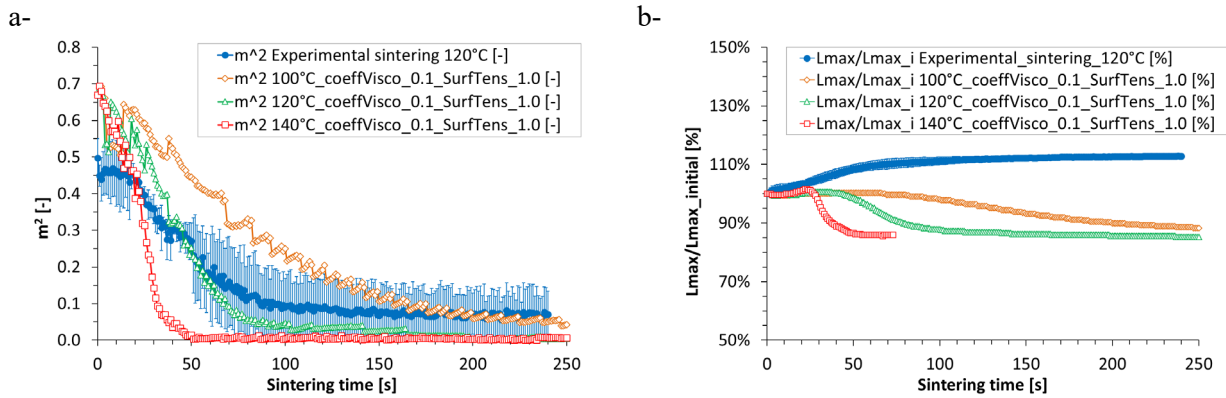 a-
0.8
0.7
0.6
0.5
0.4
0.3
0.2
0.1
0.0
m² [-]
m^2 Experimental sintering 120°C [-]
m^2 100°C_coeffVisco_0.1_SurfTens_1.0 [-]
m^2 120°C_coeffVisco_0.1_SurfTens_1.0 [-]
m^2 140°C_coeffVisco_0.1_SurfTens_1.0 [-]
0 50 100 150 200 250
Sintering time [s]
b-
150%
130%
110%
90%
70%
50%
Lmax/Lmax_initial [%]
Lmax/Lmax_i Experimental_sintering_120°C [%]
Lmax/Lmax_i 100°C_coeffVisco_0.1_SurfTens_1.0 [%]
Lmax/Lmax_i 120°C_coeffVisco_0.1_SurfTens_1.0 [%]
Lmax/Lmax_i 140°C_coeffVisco_0.1_SurfTens_1.0 [%]
0 50 100 150 200 250
Sintering time [s]